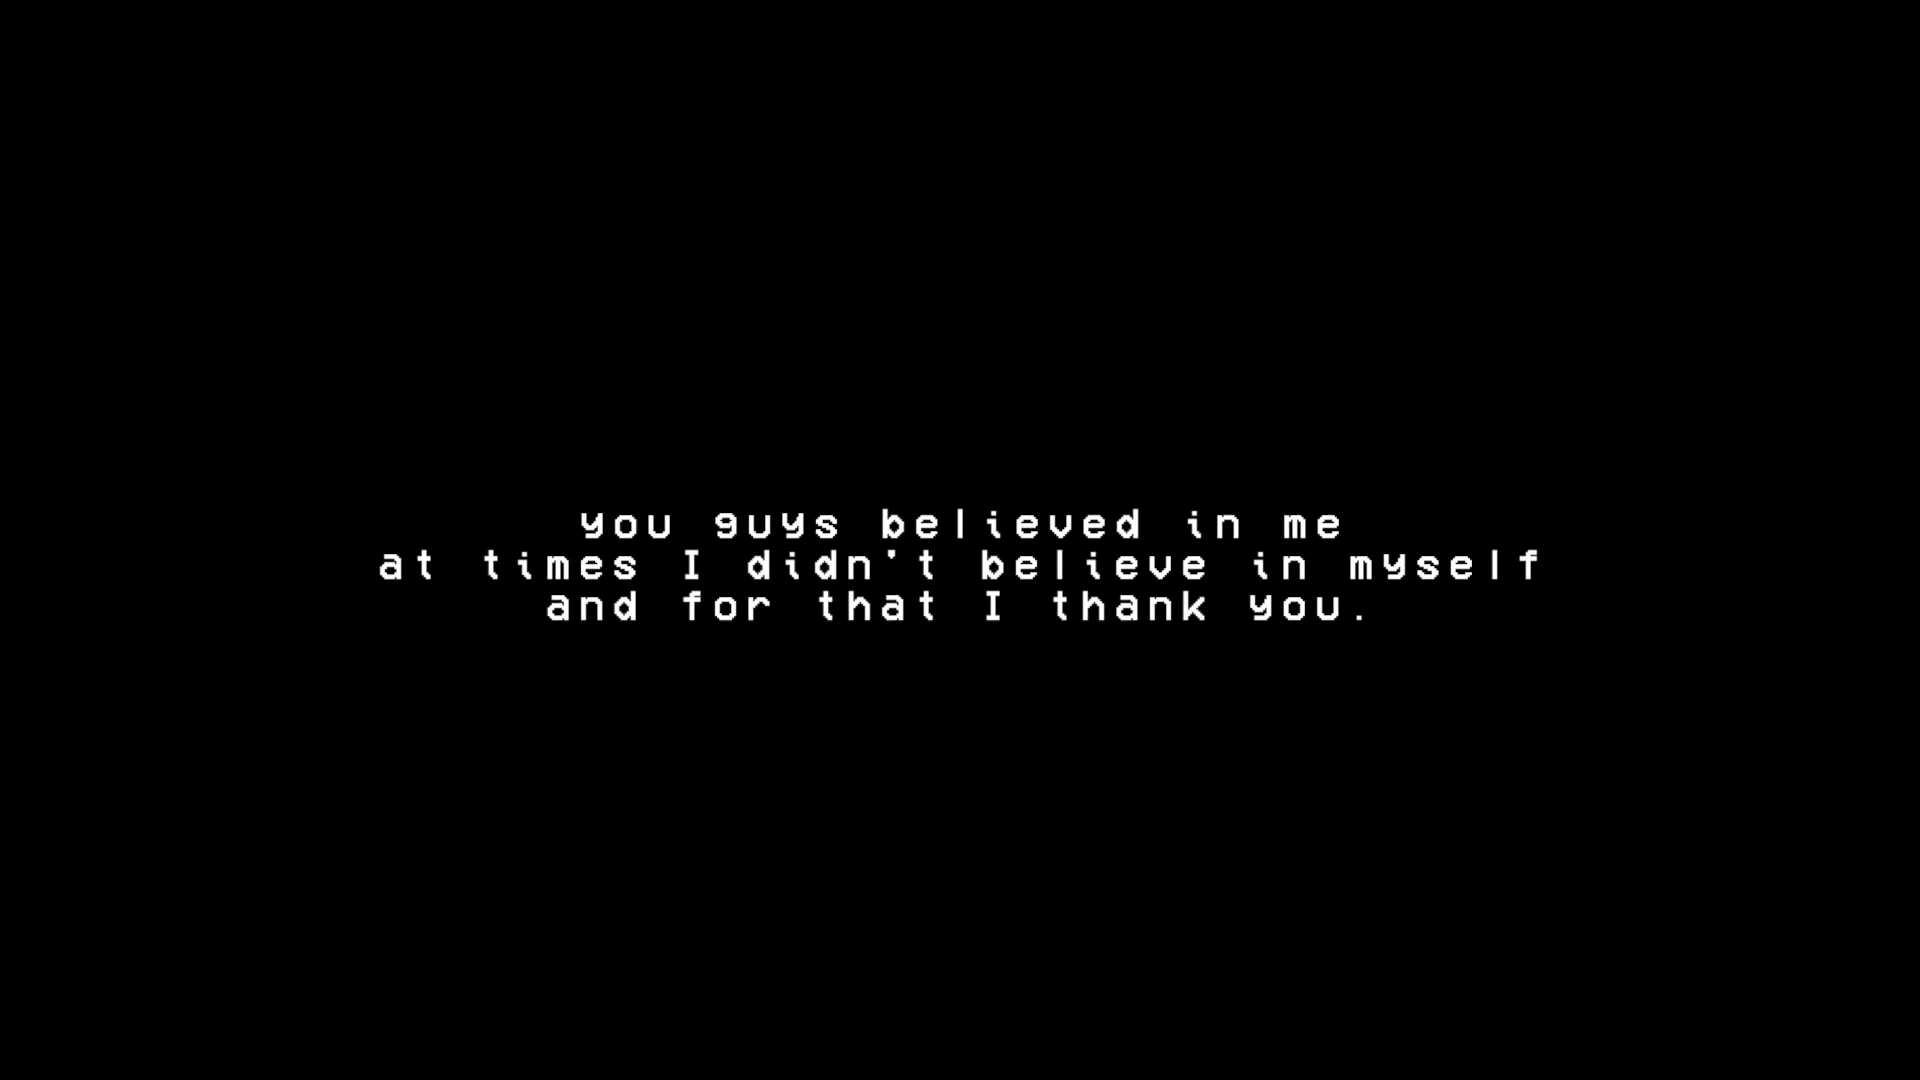 you guys believed in me
at times I didn't believe in myself
and for that I thank you.